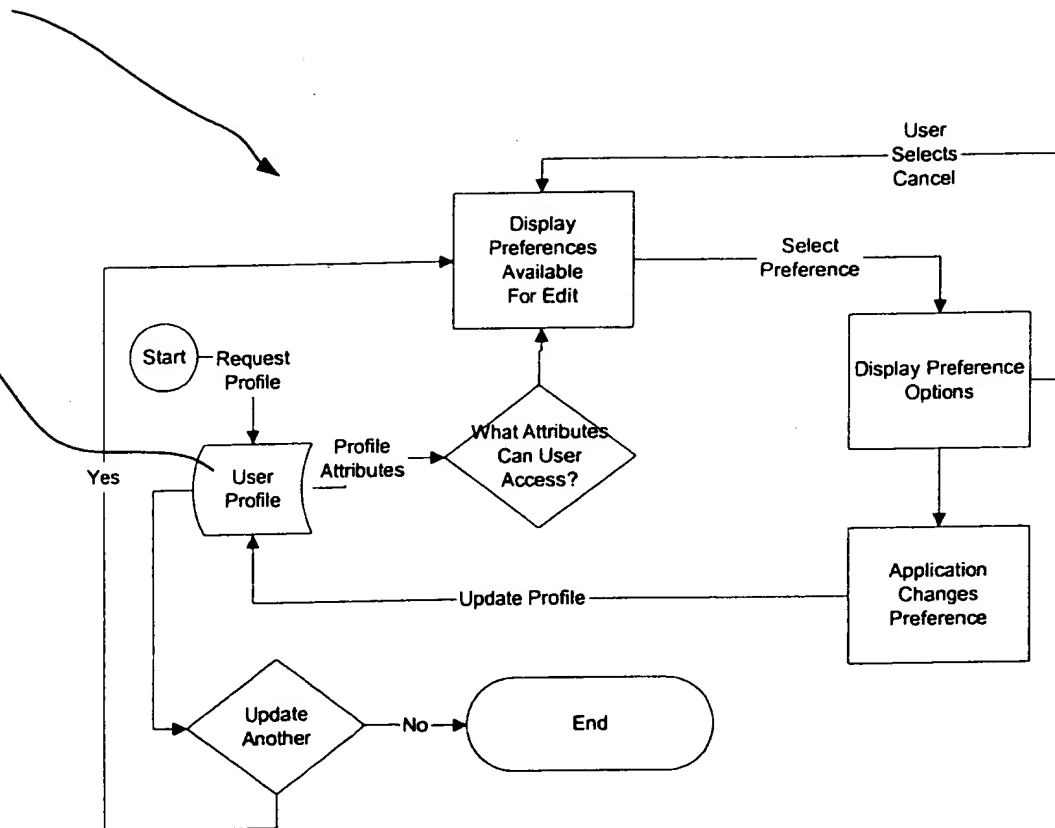 User
Selects
Cancel
Display
Preferences
Available
For Edit
Select
Preference
Start
Request
Profile
Display Preference
Options
What Attributes
Can User
Access?
Profile
Attributes
User
Profile
Yes
Application
Changes
Preference
Update Profile
Update
Another
No
End